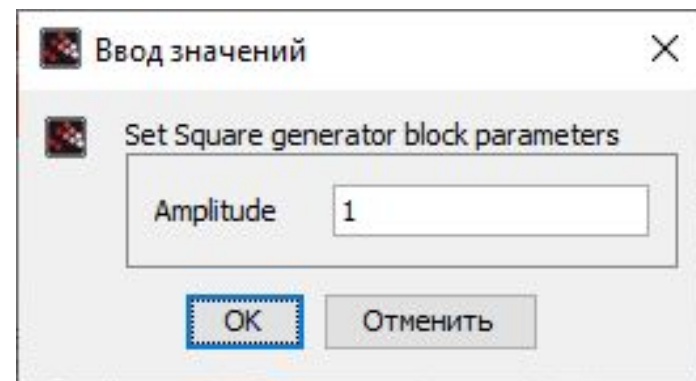 Ввод значений
Set Square generator block parameters
Amplitude 1
OK Отменить